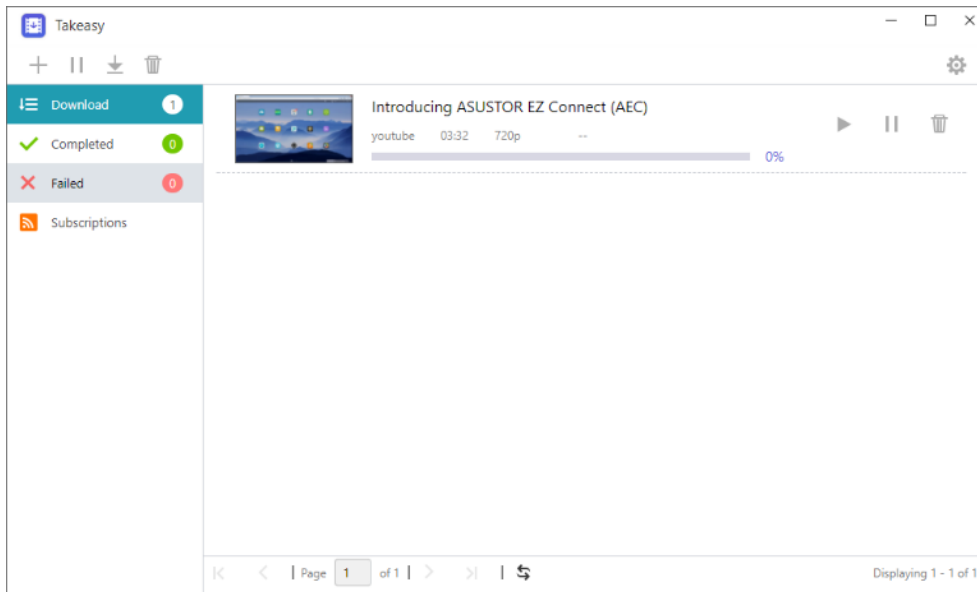 Takeasy
Download 1
Completed 0
Failed 0
Subscriptions
Introducing ASUSTOR EZ Connect (AEC)
youtube 03:32 720p --
0%
Page 1 of 1
Displaying 1 - 1 of 1